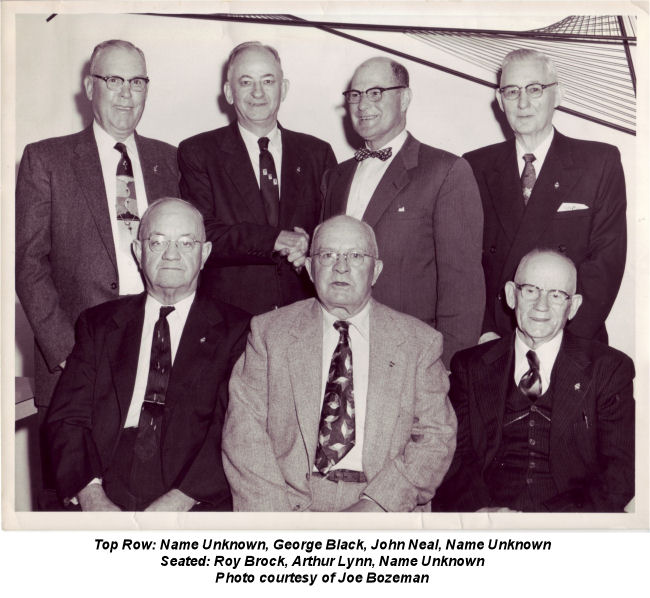 Top Row: Name Unknown, George Black, John Neal, Name Unknown
Seated: Roy Brock, Arthur Lynn, Name Unknown
Photo courtesy of Joe Bozeman